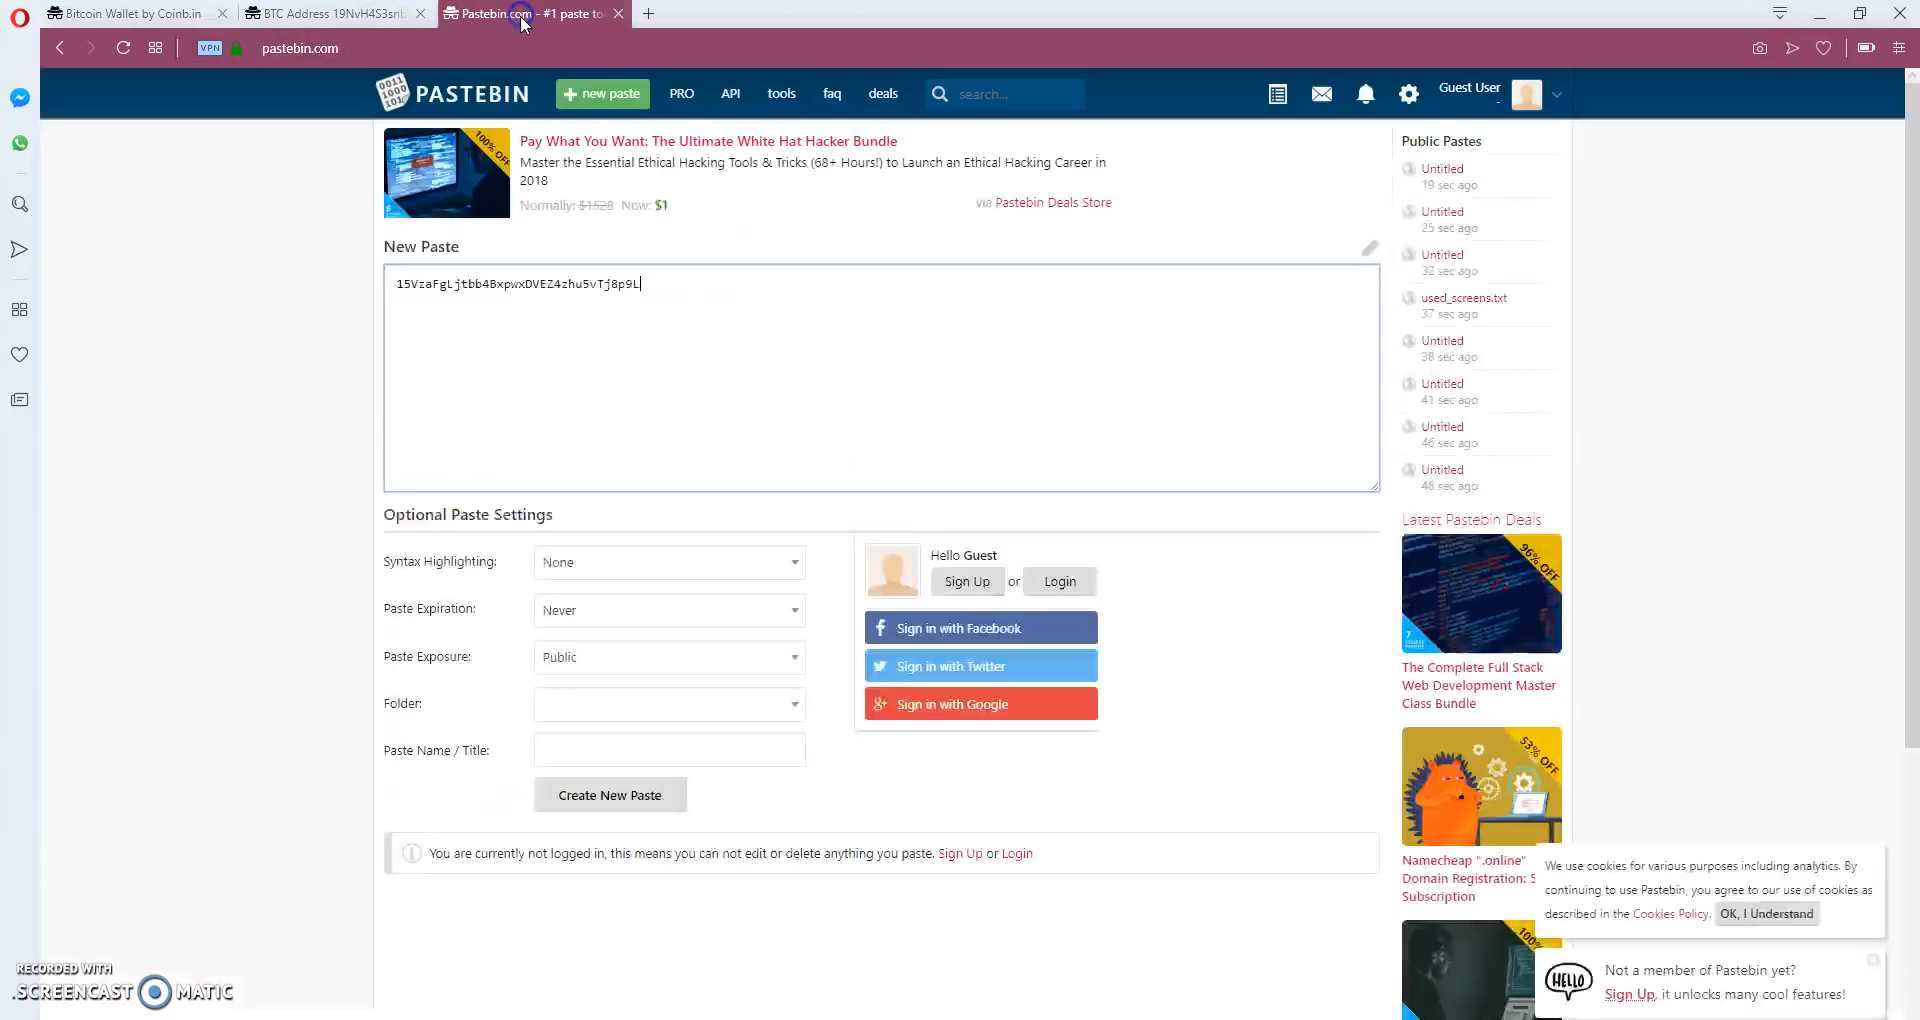 Bitcoin Wallet by Coinb.in
BTC Address 19NvH4S3snb
Pastebin.com - #1 paste to
VPN
pastebin.com
0011
1000
101
PASTEBIN
+ new paste
PRO
API
tools
faq
deals
search...
Guest User
-
100% OFF
Pay What You Want: The Ultimate White Hat Hacker Bundle
Master the Essential Ethical Hacking Tools & Tricks (68+ Hours!) to Launch an Ethical Hacking Career in
2018
Normally: $1528 Now: $1
via Pastebin Deals Store
New Paste
15VzaFgLjtbb4BxpwxDVEZ4zhu5vTj8p9L
Optional Paste Settings
Syntax Highlighting:
None
Paste Expiration:
Never
Paste Exposure:
Public
Folder:
Paste Name / Title:
Create New Paste
Hello Guest
Sign Up or Login
Sign in with Facebook
Sign in with Twitter
Sign in with Google
You are currently not logged in, this means you can not edit or delete anything you paste. Sign Up or Login
Public Pastes
Untitled
19 sec ago
Untitled
25 sec ago
Untitled
32 sec ago
used_screens.txt
37 sec ago
Untitled
38 sec ago
Untitled
41 sec ago
Untitled
46 sec ago
Untitled
48 sec ago
Latest Pastebin Deals
96% OFF
The Complete Full Stack
Web Development Master
Class Bundle
53% OFF
Namecheap ".online"
Domain Registration: 5
Subscription
100%
We use cookies for various purposes including analytics. By
continuing to use Pastebin, you agree to our use of cookies as
described in the Cookies Policy. OK, I Understand
HELLO
Not a member of Pastebin yet?
Sign Up, it unlocks many cool features!
RECORDED WITH
SCREENCAST MATIC